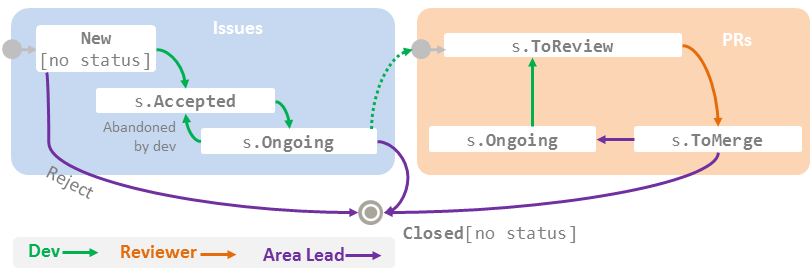 Issues
New
[no status]
s.Accepted
Abandoned
by dev
s.Ongoing
Reject
PRs
s.ToReview
s.Ongoing
s.ToMerge
Closed[no status]
Dev
Reviewer
Area Lead